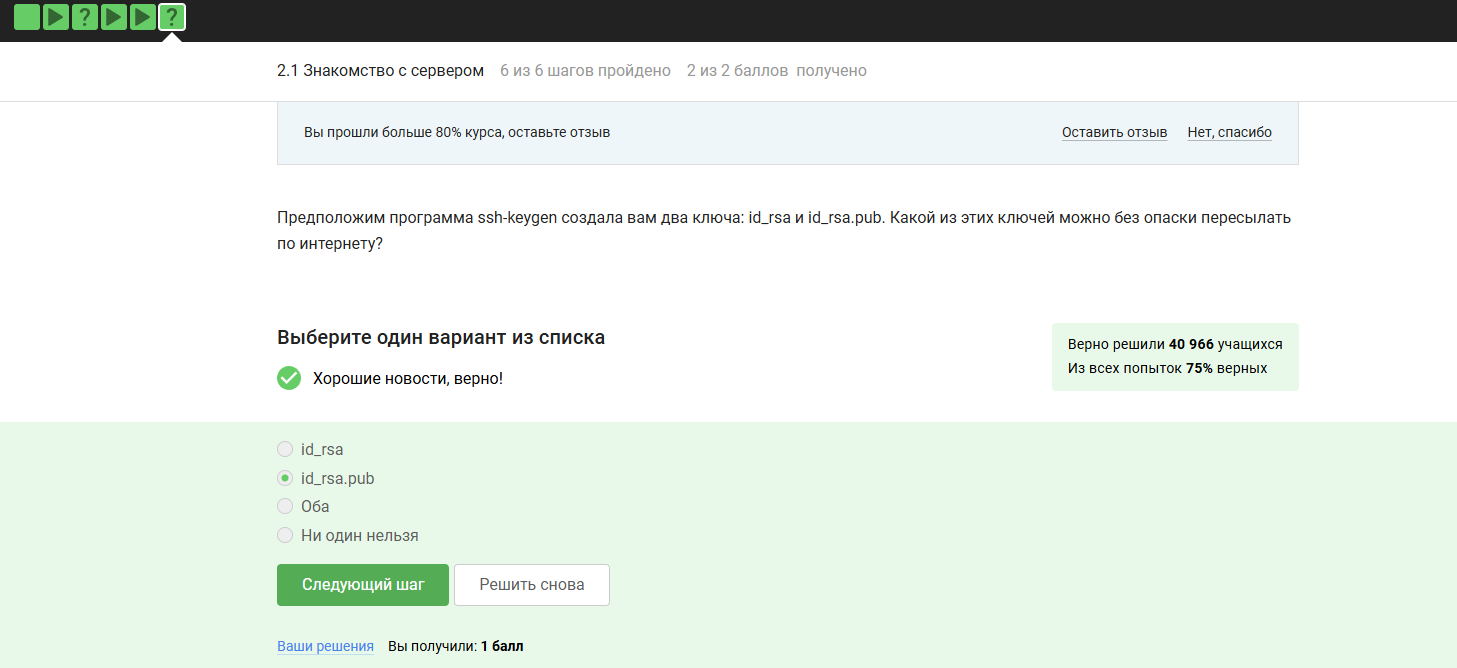 ? ?
2.1 Знакомство с сервером 6 из 6 шагов пройдено 2 из 2 баллов получено
Вы прошли больше 80% курса, оставьте отзыв Оставить отзыв Нет, спасибо
Предположим программа ssh-keygen создала вам два ключа: id_rsa и id_rsa.pub. Какой из этих ключей можно без опаски пересылать
по интернету?
Выберите один вариант из списка
Верно решили 40 966 учащихся
Из всех попыток 75% верных
Хорошие новости, верно!
id_rsa
id_rsa.pub
Оба
Ни один нельзя
Следующий шаг Решить снова
Ваши решения Вы получили: 1 балл